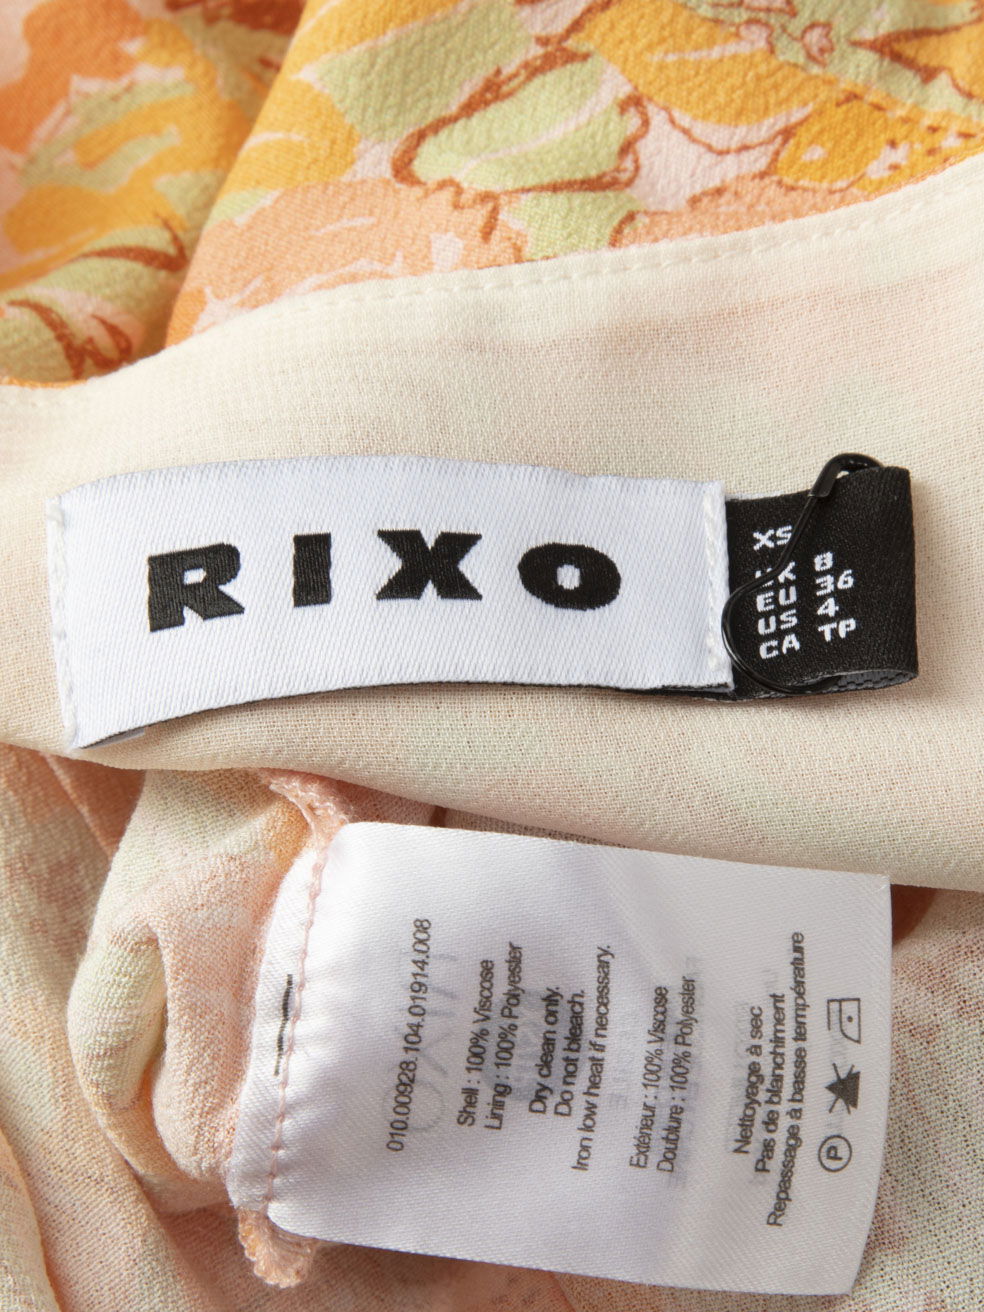 RIXO
XS
UK 8
EU 36
US 4
CA TP
010.00928.104.01914.008
Shell : 100% Viscose
Lining : 100% Polyester
Dry clean only.
Do not bleach.
Iron low heat if necessary.
Extérieur : 100% Viscose
Doublure : 100% Polyester
Nettoyage à sec
Pas de blanchiment
Repassage à basse température
P